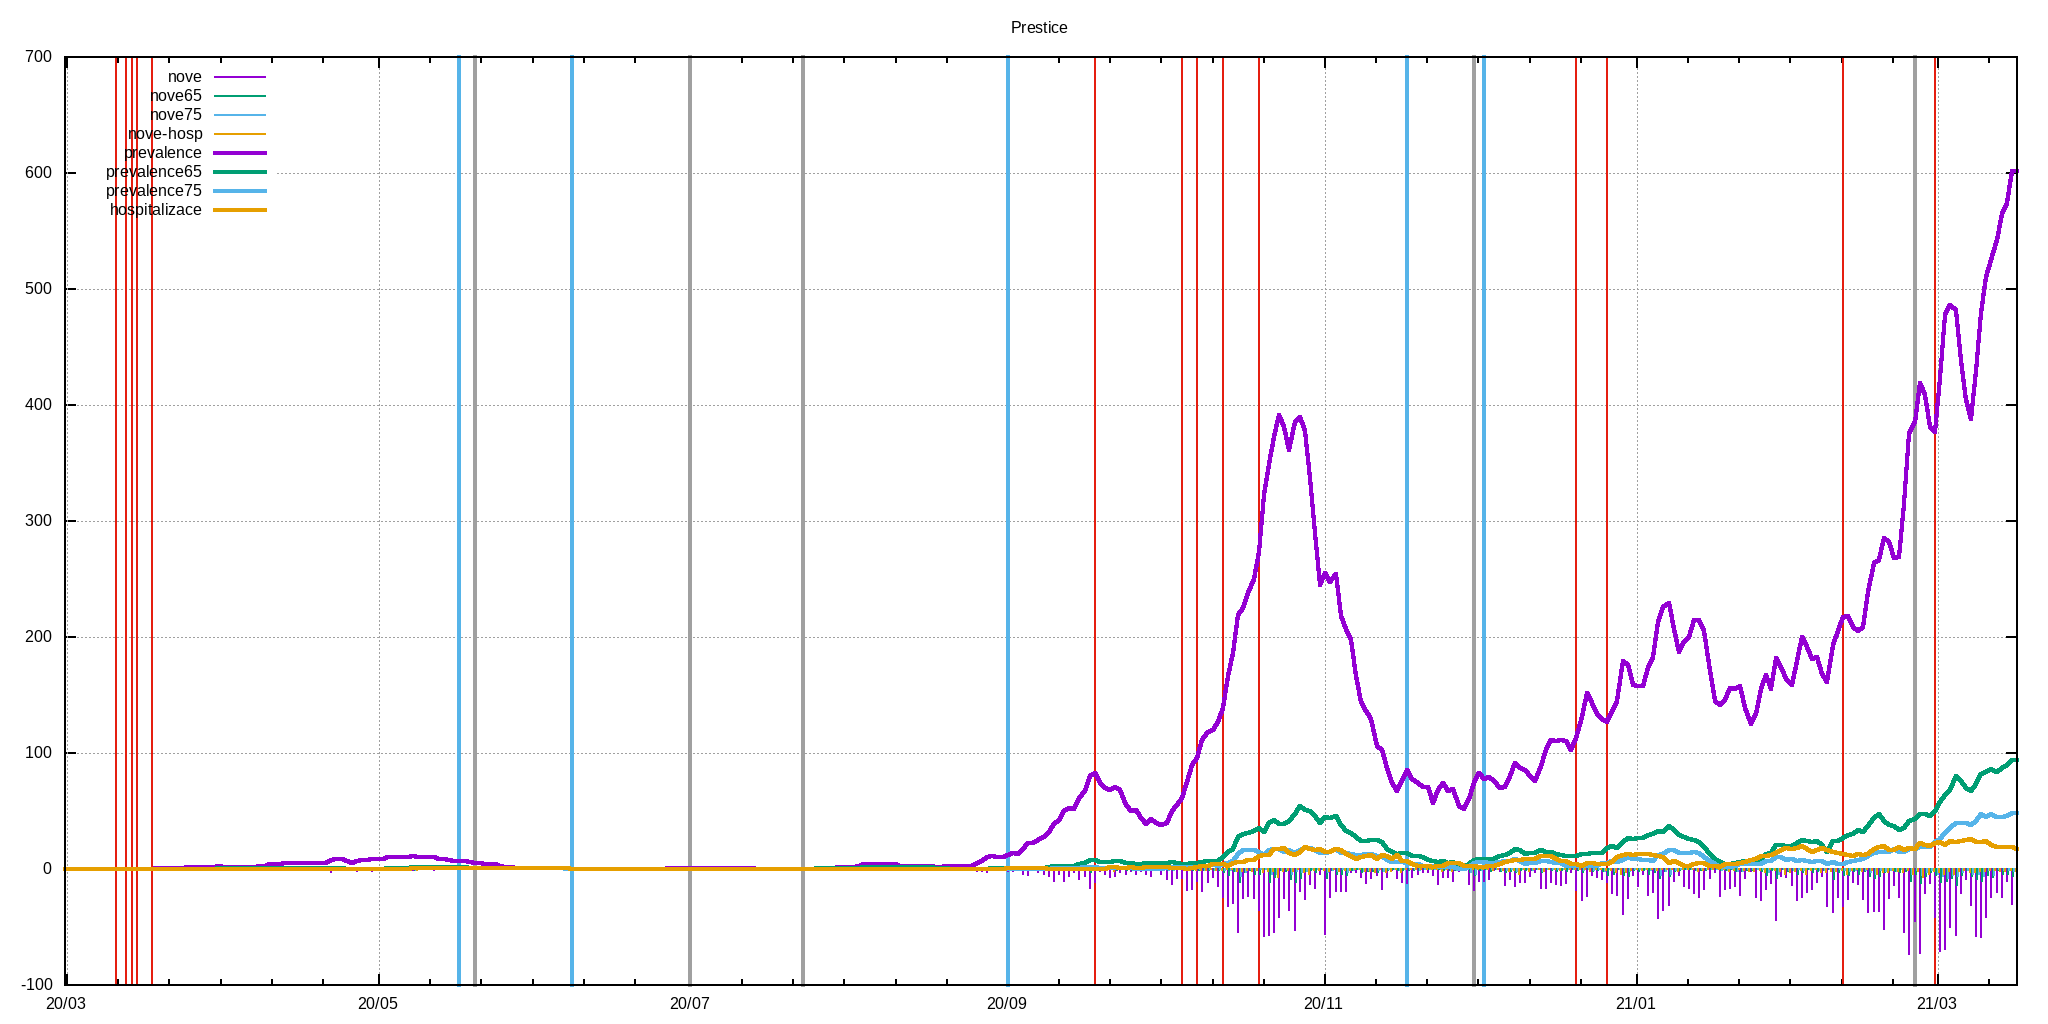 Prestice
700
nove
nove65
nove75
nove-hosp
prevalence
600
prevalence65
prevalence75
hospitalizace
500
400
300
200
100
0
-100
20/03 20/05 20/07 20/09 20/11 21/01 21/03